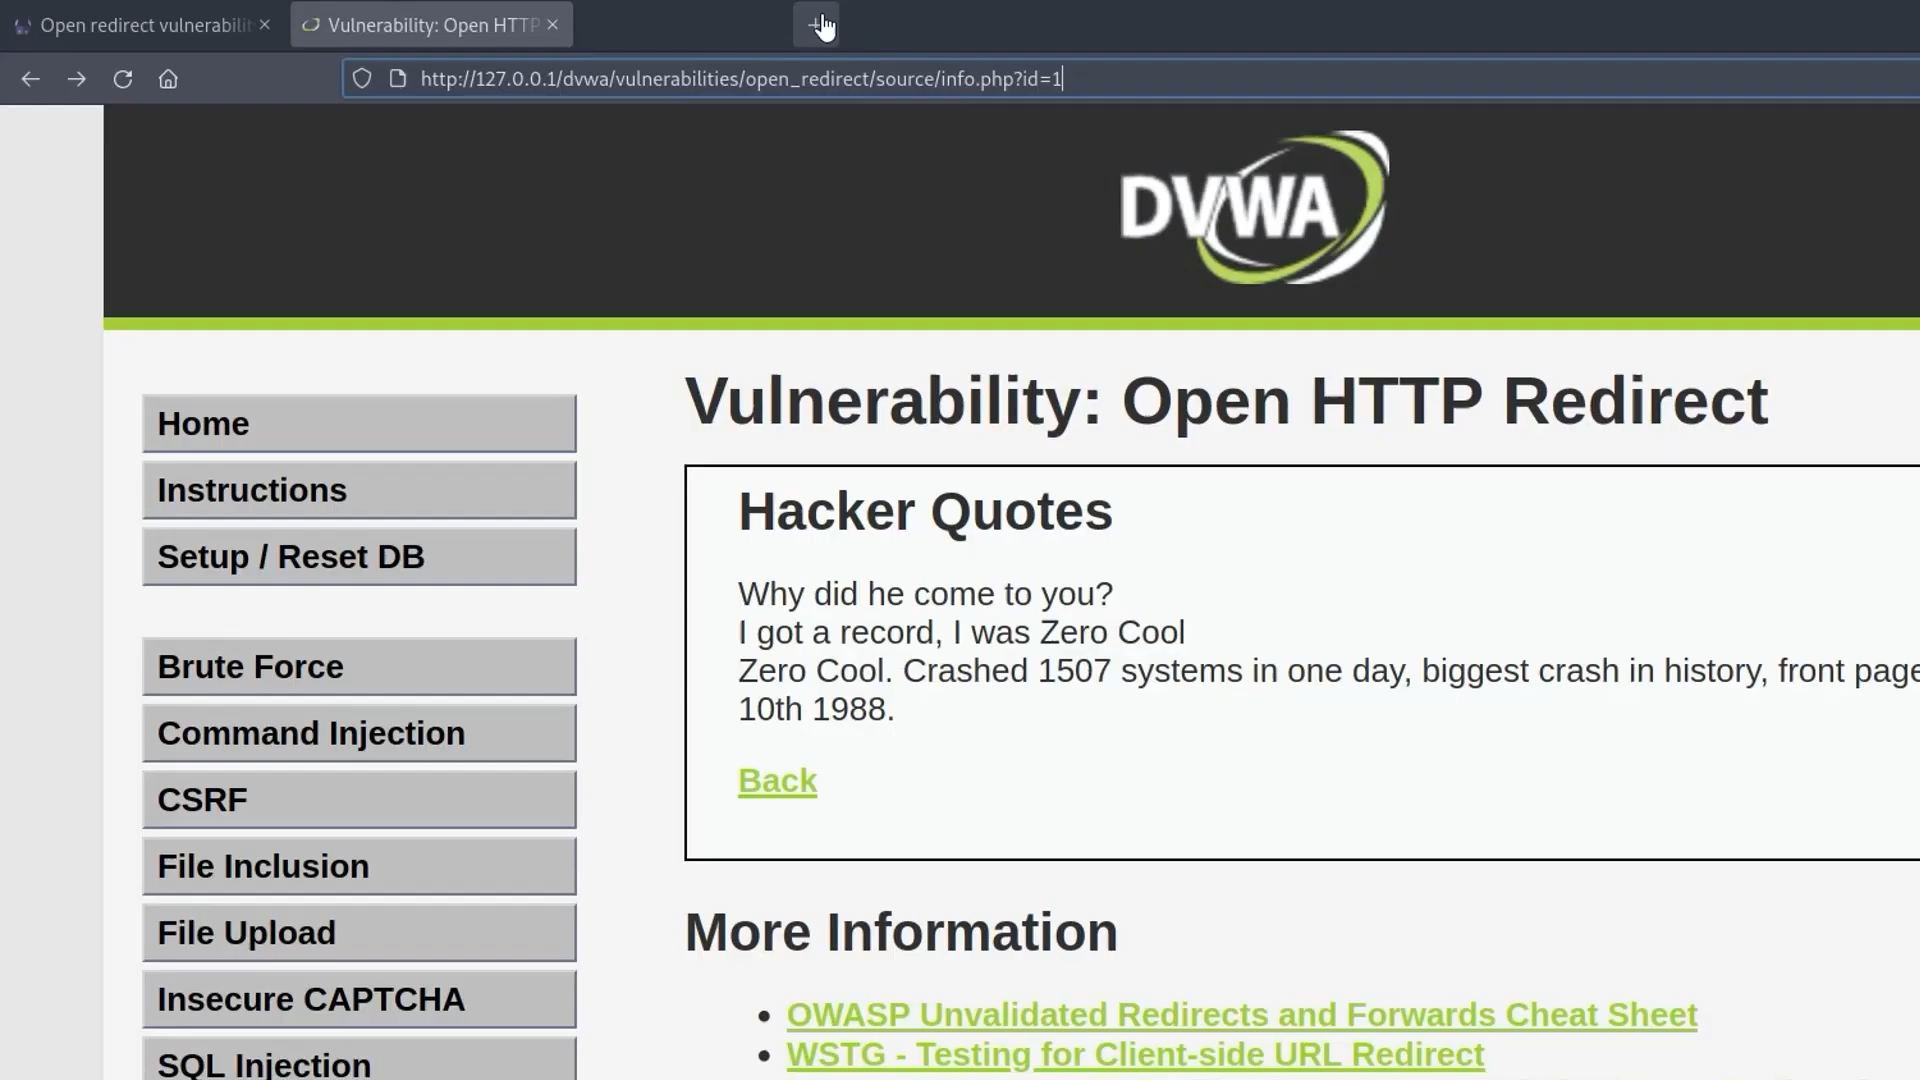 Open redirect vulnerabilit
Vulnerability: Open HTTP
http://127.0.0.1/dvwa/vulnerabilities/open_redirect/source/info.php?id=1
DVWA
Home
Instructions
Setup / Reset DB
Brute Force
Command Injection
CSRF
File Inclusion
File Upload
Insecure CAPTCHA
SQL Injection
Vulnerability: Open HTTP Redirect
Hacker Quotes
Why did he come to you?
I got a record, I was Zero Cool
Zero Cool. Crashed 1507 systems in one day, biggest crash in history, front page
10th 1988.
Back
More Information
OWASP Unvalidated Redirects and Forwards Cheat Sheet
WSTG - Testing for Client-side URL Redirect